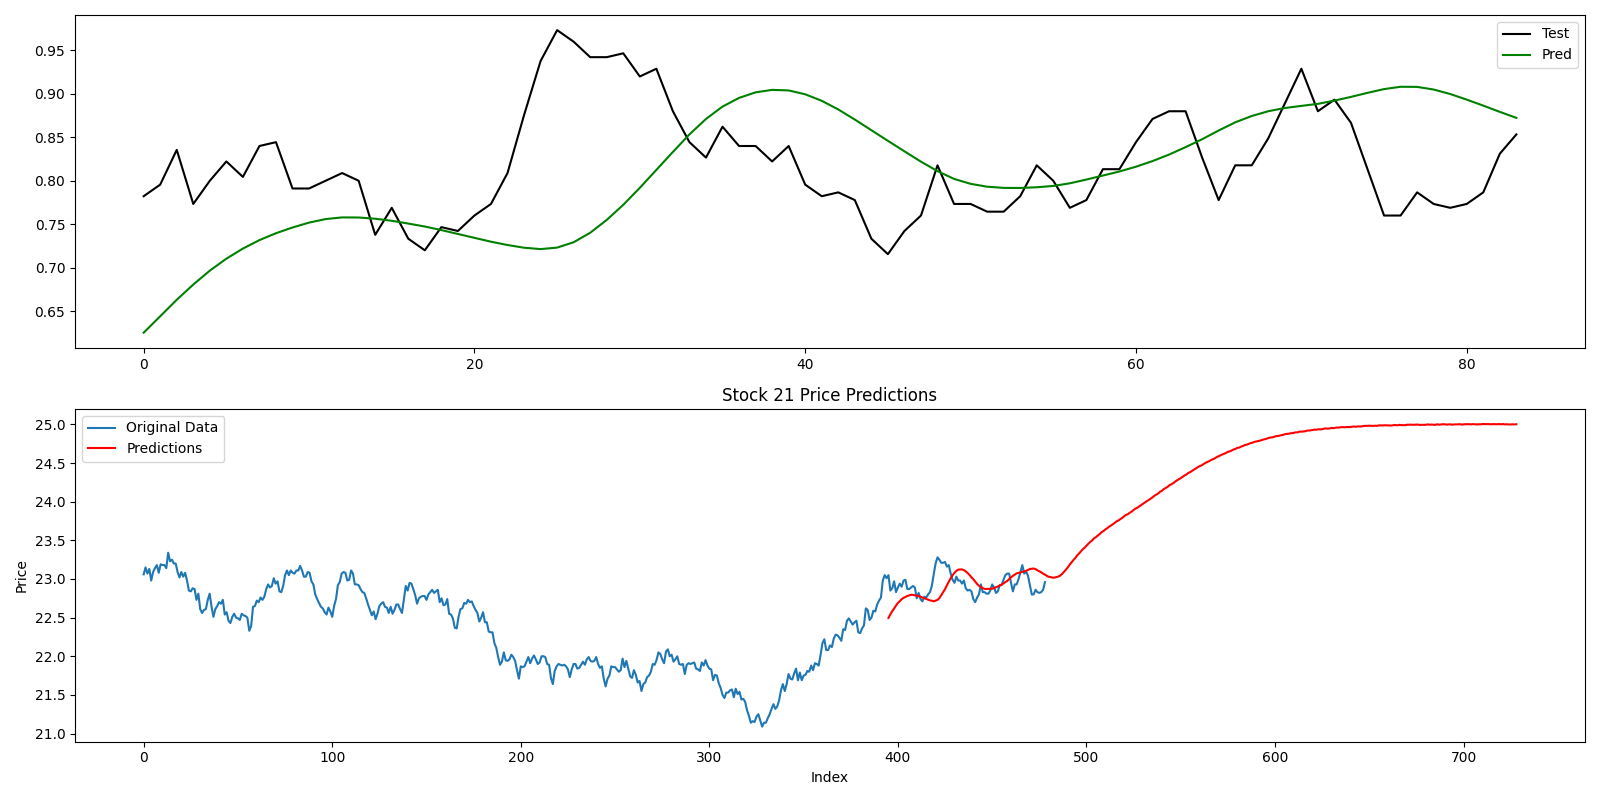 0.95
0.90
0.85
0.80
0.75
0.70
0.65
Test
Pred
0 20 40 60 80
Stock 21 Price Predictions
Original Data
Predictions
25.0
24.5
24.0
23.5
23.0
22.5
22.0
21.5
21.0
Price
0 100 200 300 400 500 600 700
Index